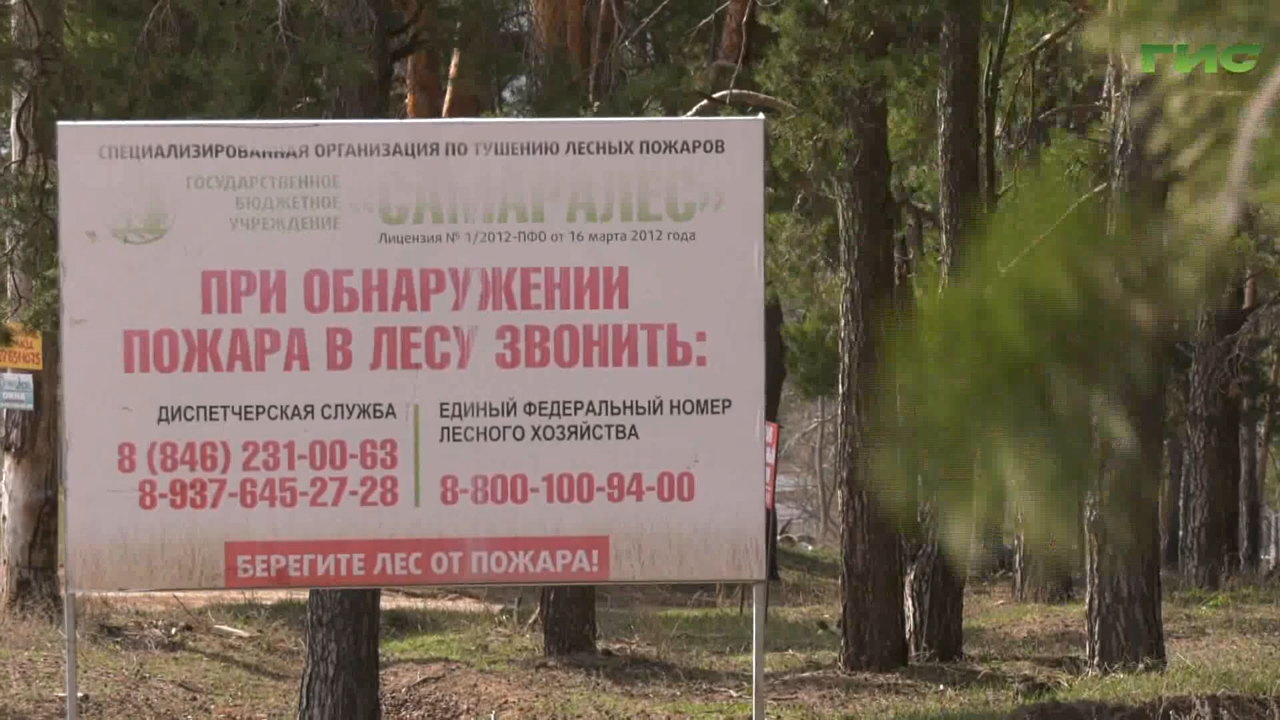 ГИС
СПЕЦИАЛИЗИРОВАННАЯ ОРГАНИЗАЦИЯ ПО ТУШЕНИЮ ЛЕСНЫХ ПОЖАРОВ
ГОСУДАРСТВЕННОЕ
БЮДЖЕТНОЕ
УЧРЕЖДЕНИЕ
«САМАРАЛЕС»
Лицензия № 1/2012-ПФО от 16 марта 2012 года
ПРИ ОБНАРУЖЕНИИ
ПОЖАРА В ЛЕСУ ЗВОНИТЬ:
ДИСПЕТЧЕРСКАЯ СЛУЖБА
8 (846) 231-00-63
8-937-645-27-28
ЕДИНЫЙ ФЕДЕРАЛЬНЫЙ НОМЕР
ЛЕСНОГО ХОЗЯЙСТВА
8-800-100-94-00
БЕРЕГИТЕ ЛЕС ОТ ПОЖАРА!
ОКНА